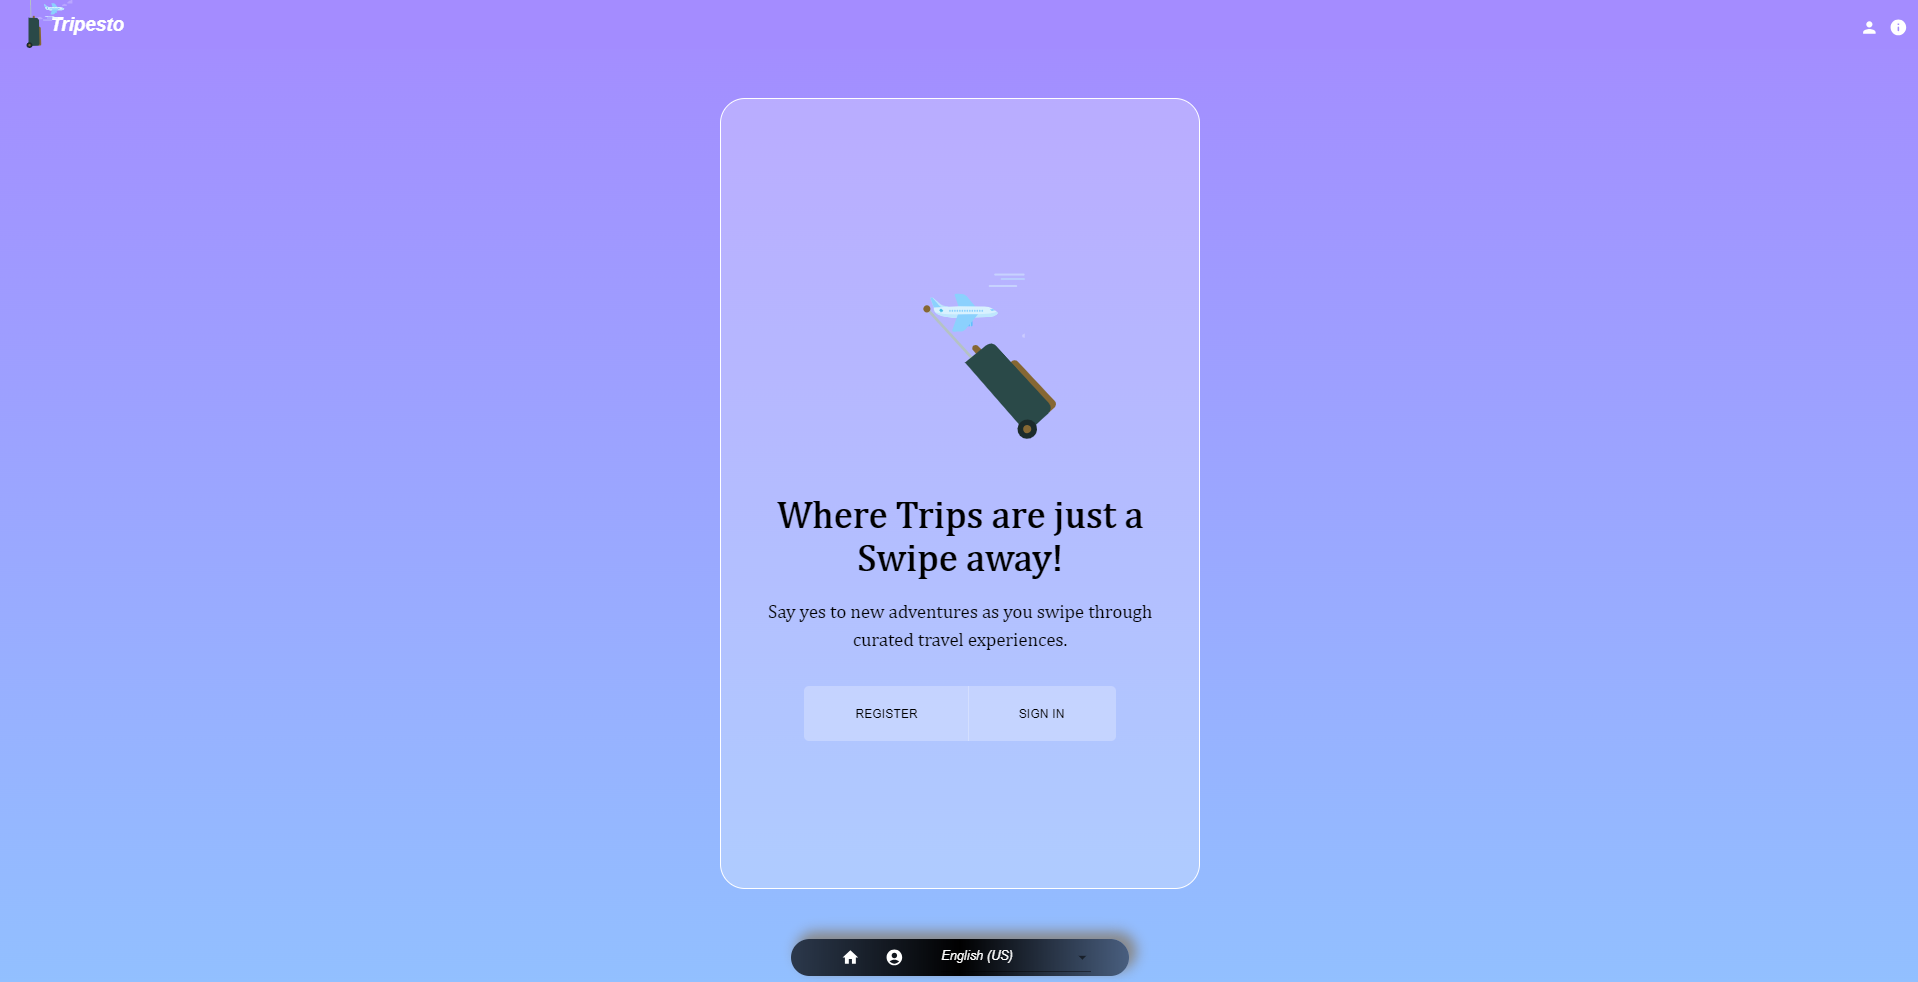 Tripesto
Where Trips are just a
Swipe away!
Say yes to new adventures as you swipe through
curated travel experiences.
REGISTER
SIGN IN
English (US)